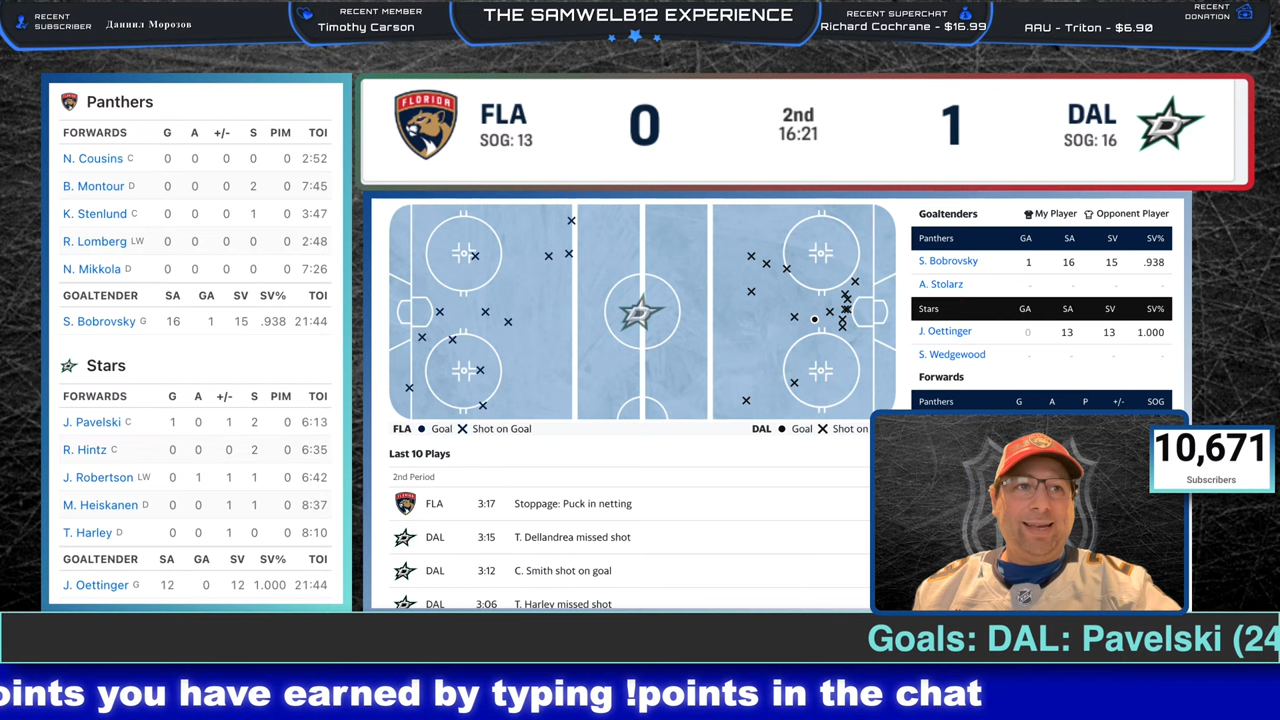 RECENT SUBSCRIBER
Даниил Морозов
RECENT MEMBER
Timothy Carson
THE SAMWELB12 EXPERIENCE
RECENT SUPERCHAT
Richard Cochrane - $16.99
RECENT DONATION
AAU - Triton - $6.90
Panthers
FORWARDS G A +/- S PIM TOI
N. Cousins C 0 0 0 0 0 2:52
B. Montour D 0 0 0 2 0 7:45
K. Stenlund C 0 0 0 1 0 3:47
R. Lomberg LW 0 0 0 0 0 2:48
N. Mikkola D 0 0 0 0 0 7:26
GOALTENDER SA GA SV SV% TOI
S. Bobrovsky G 16 1 15 .938 21:44
Stars
FORWARDS G A +/- S PIM TOI
J. Pavelski C 1 0 1 2 0 6:13
R. Hintz C 0 0 0 2 0 6:35
J. Robertson LW 0 1 1 1 0 6:42
M. Heiskanen D 0 0 1 1 0 8:37
T. Harley D 0 0 1 0 0 8:10
GOALTENDER SA GA SV SV% TOI
J. Oettinger G 12 0 12 1.000 21:44
FLORIDA
FLA
SOG: 13
0
2nd
16:21
1
DAL
SOG: 16
D
D
FLA Goal Shot on Goal
DAL Goal Shot on
Last 10 Plays
2nd Period
FLA 3:17 Stoppage: Puck in netting
DAL 3:15 T. Dellandrea missed shot
DAL 3:12 C. Smith shot on goal
DAL 3:06 T. Harley missed shot
Goaltenders My Player Opponent Player
Panthers GA SA SV SV%
S. Bobrovsky 1 16 15 .938
A. Stolarz - - - -
Stars GA SA SV SV%
J. Oettinger 0 13 13 1.000
S. Wedgewood - - - -
Forwards
Panthers G A P +/- SOG
NHL
10,671
Subscribers
Goals: DAL: Pavelski (24
oints you have earned by typing !points in the chat